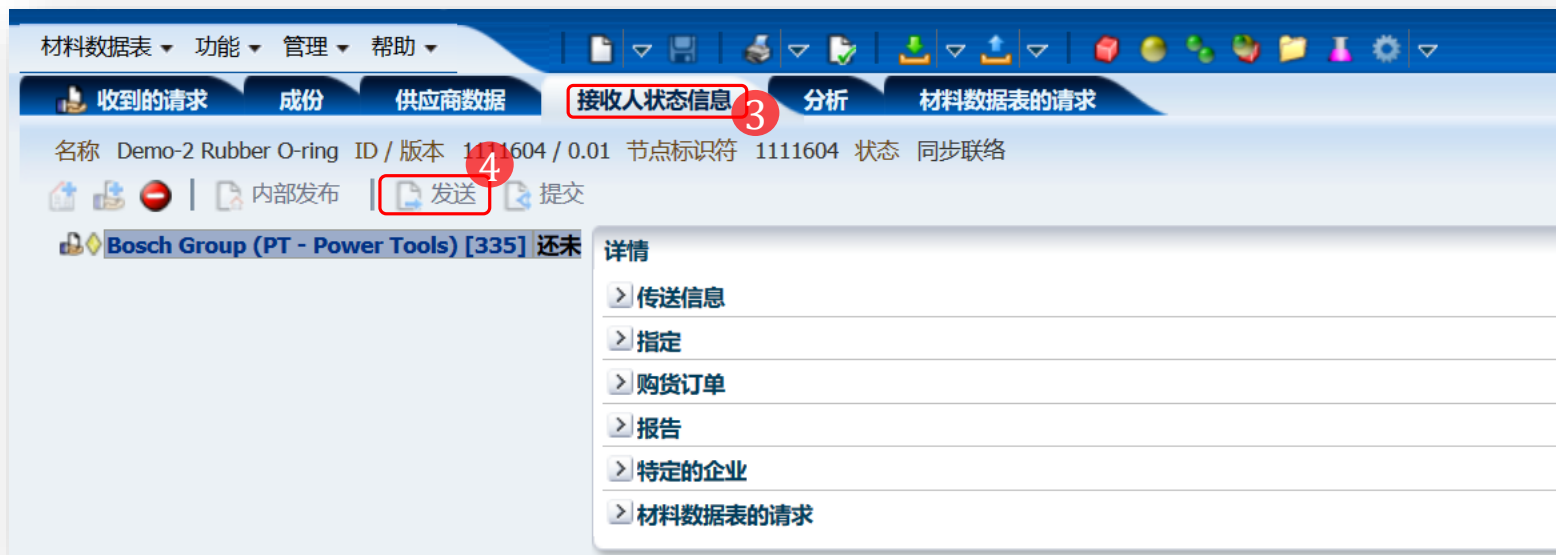 材料数据表 功能 管理 帮助
收到的请求 成份 供应商数据 接收人状态信息 3 分析 材料数据表的请求
名称 Demo-2 Rubber O-ring ID / 版本 1111604 / 0.01 节点标识符 1111604 状态 同步联络
4
内部发布 发送 提交
Bosch Group (PT - Power Tools) [335] 还未
详情
传送信息
指定
购货订单
报告
特定的企业
材料数据表的请求